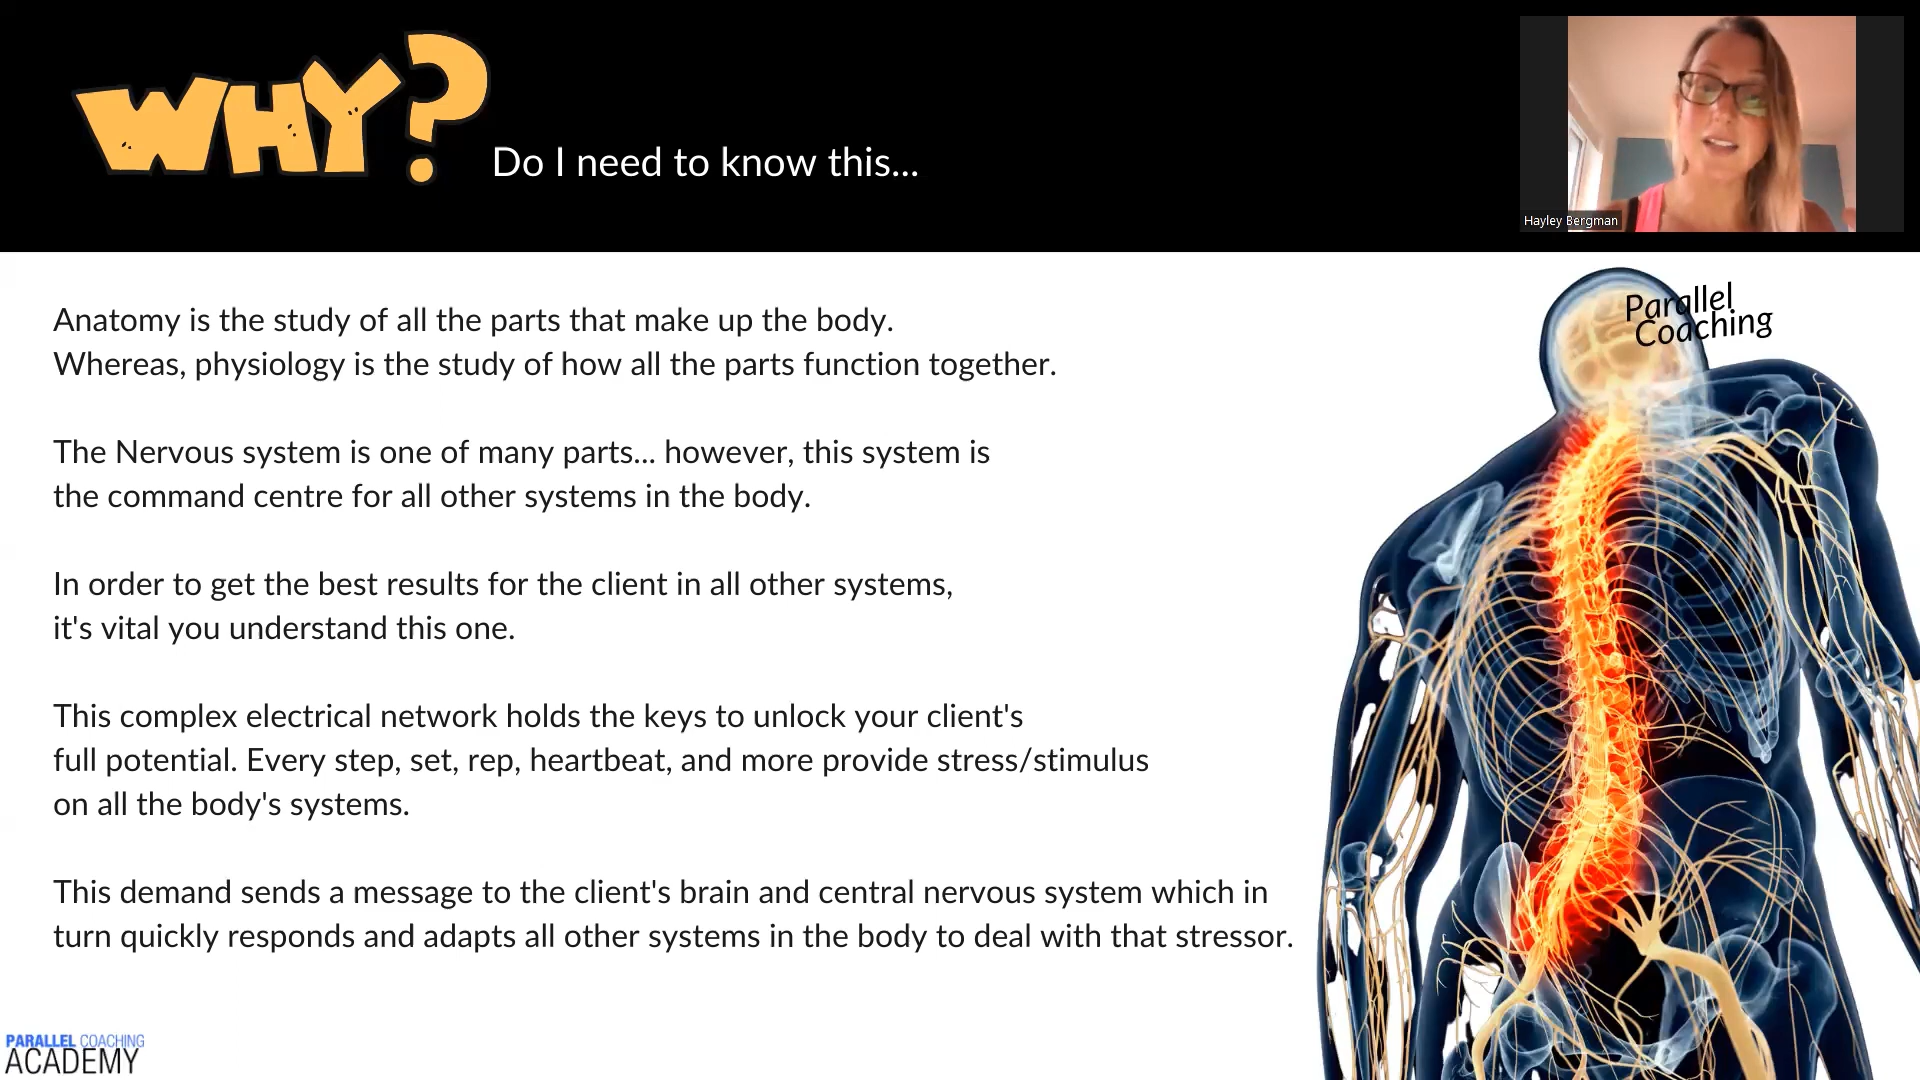 WHY?
Do I need to know this...
Hayley Bergman
Anatomy is the study of all the parts that make up the body.
Whereas, physiology is the study of how all the parts function together.
The Nervous system is one of many parts... however, this system is
the command centre for all other systems in the body.
In order to get the best results for the client in all other systems,
it's vital you understand this one.
This complex electrical network holds the keys to unlock your client's
full potential. Every step, set, rep, heartbeat, and more provide stress/stimulus
on all the body's systems.
This demand sends a message to the client's brain and central nervous system which in
turn quickly responds and adapts all other systems in the body to deal with that stressor.
Parallel
Coaching
PARALLEL COACHING
ACADEMY